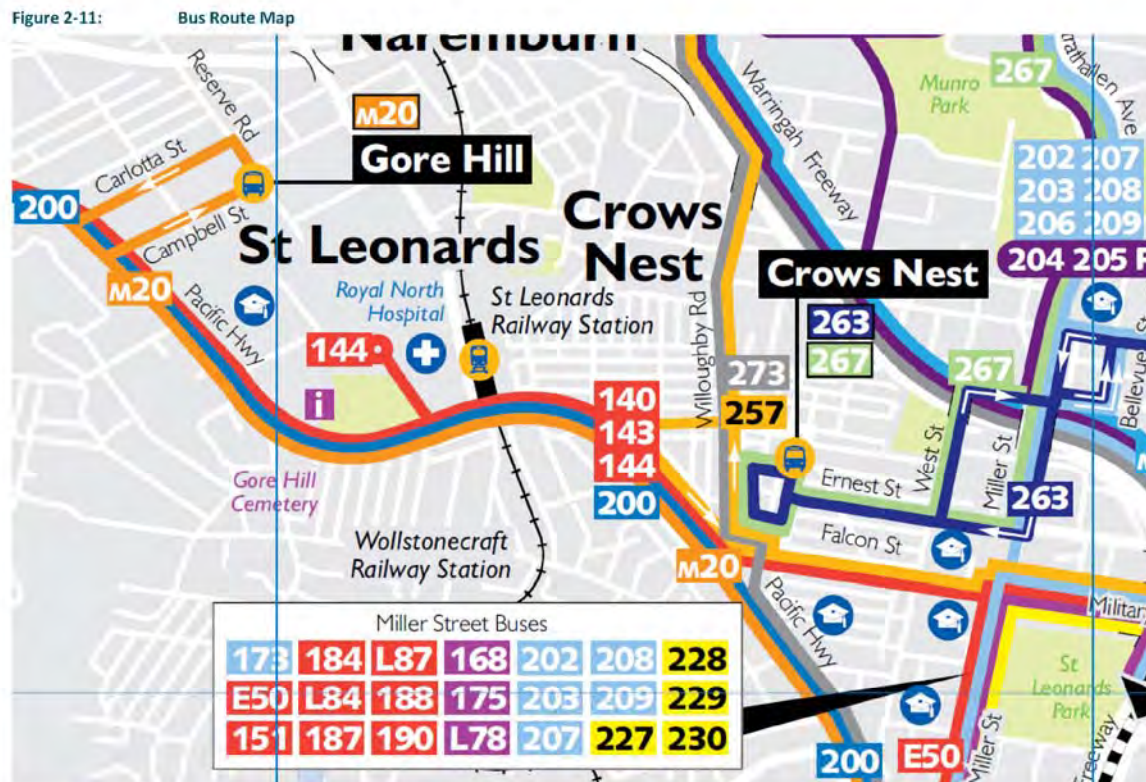 Figure 2-11: Bus Route Map
Naremburn
Reserve Rd
M20
Gore Hill
Carlotta St
200
Campbell St
St Leonards
M20
Pacific Hwy
Royal North
Hospital
St Leonards
Railway Station
144
i
Gore Hill
Cemetery
Wollstonecraft
Railway Station
Crows
Nest
Willoughby Rd
Warringah Freeway
Munro
Park
267
Strathallen Ave
202 207
203 208
206 209
204 205
Crows Nest
263
267
273
257
140
143
144
200
267
West St
Miller St
Bellevue
Ernest St
263
Falcon St
M20
Pacific Hwy
St
Leonards
Park
Miller St
200
E50
Miller Street Buses
173 184 L87 168 202 208 228
E50 L84 188 175 203 209 229
151 187 190 L78 207 227 230